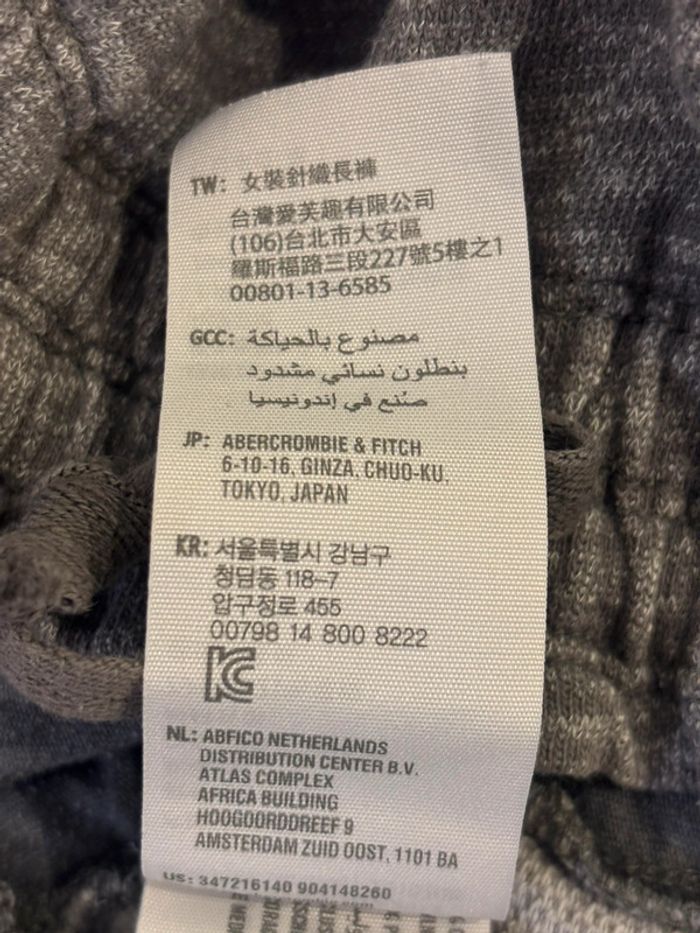 TW: 女裝針織長褲
台灣愛芙趣有限公司
(106)台北市大安區
羅斯福路三段227號5樓之1
00801-13-6585
GCC: مصنوع بالحياكة
بنطلون نسائي مشدود
صُنع في إندونيسيا
JP: ABERCROMBIE & FITCH
6-10-16, GINZA, CHUO-KU,
TOKYO, JAPAN
KR: 서울특별시 강남구
청담동 118-7
압구정로 455
00798 14 800 8222
KC
NL: ABFICO NETHERLANDS
DISTRIBUTION CENTER B.V.
ATLAS COMPLEX
AFRICA BUILDING
HOOGOORDDREEF 9
AMSTERDAM ZUID OOST, 1101 BA
US: 347216140 904148260